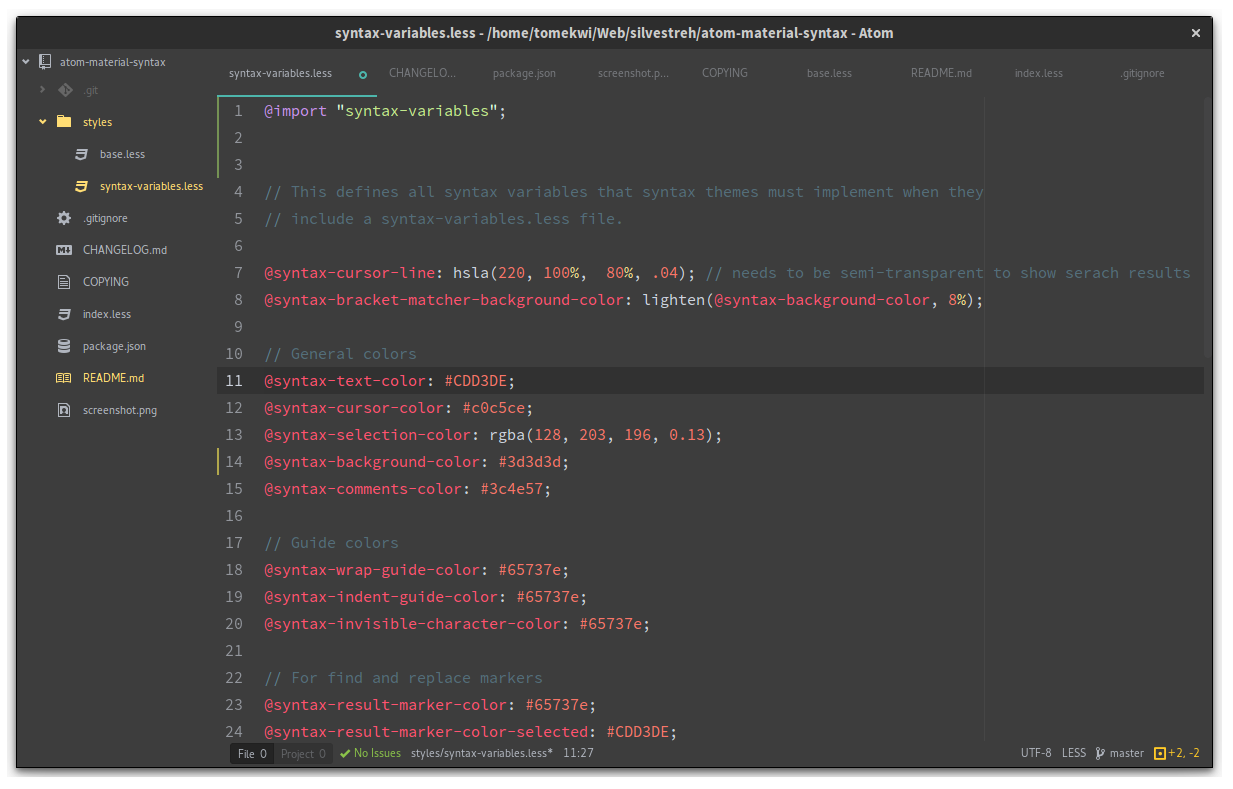 syntax-variables.less - /home/tomekwi/Web/silvestreh/atom-material-syntax - Atom
atom-material-syntax
.git
styles
base.less
syntax-variables.less
.gitignore
CHANGELOG.md
COPYING
index.less
package.json
README.md
screenshot.png
syntax-variables.less CHANGELO... package.json screenshot.p... COPYING base.less README.md index.less .gitignore
1 @import "syntax-variables";
2
3
4 // This defines all syntax variables that syntax themes must implement when they
5 // include a syntax-variables.less file.
6
7 @syntax-cursor-line: hsla(220, 100%,  80%, .04); // needs to be semi-transparent to show serach results
8 @syntax-bracket-matcher-background-color: lighten(@syntax-background-color, 8%);
9
10 // General colors
11 @syntax-text-color: #CDD3DE;
12 @syntax-cursor-color: #c0c5ce;
13 @syntax-selection-color: rgba(128, 203, 196, 0.13);
14 @syntax-background-color: #3d3d3d;
15 @syntax-comments-color: #3c4e57;
16
17 // Guide colors
18 @syntax-wrap-guide-color: #65737e;
19 @syntax-indent-guide-color: #65737e;
20 @syntax-invisible-character-color: #65737e;
21
22 // For find and replace markers
23 @syntax-result-marker-color: #65737e;
24 @syntax-result-marker-color-selected: #CDD3DE;
File 0 Project 0 No Issues styles/syntax-variables.less* 11:27 UTF-8 LESS master +2, -2